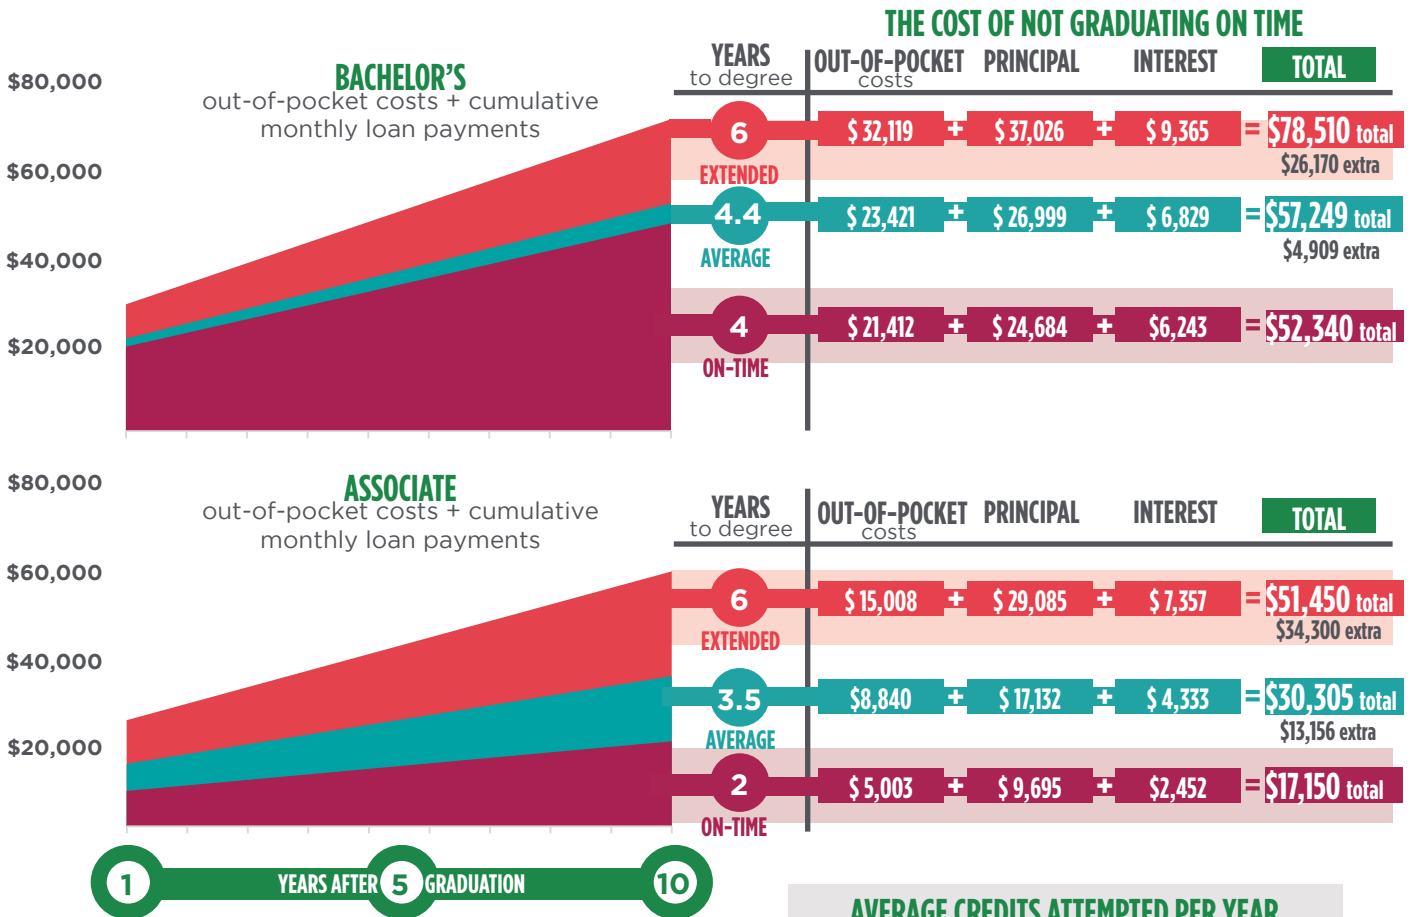 THE COST OF NOT GRADUATING ON TIME
$80,000
$60,000
$40,000
$20,000
BACHELOR'S
out-of-pocket costs + cumulative
monthly loan payments
YEARS
to degree
OUT-OF-POCKET
costs
PRINCIPAL
INTEREST
TOTAL
6 $ 32,119 + $ 37,026 + $ 9,365 = $78,510 total
EXTENDED
$26,170 extra
4.4 $ 23,421 + $ 26,999 + $ 6,829 = $57,249 total
AVERAGE
$4,909 extra
4 $ 21,412 + $ 24,684 + $6,243 = $52,340 total
ON-TIME
$80,000
$60,000
$40,000
$20,000
ASSOCIATE
out-of-pocket costs + cumulative
monthly loan payments
YEARS
to degree
OUT-OF-POCKET
costs
PRINCIPAL
INTEREST
TOTAL
6 $ 15,008 + $ 29,085 + $ 7,357 = $51,450 total
EXTENDED
$34,300 extra
3.5 $8,840 + $ 17,132 + $ 4,333 = $30,305 total
AVERAGE
$13,156 extra
2 $ 5,003 + $ 9,695 + $2,452 = $17,150 total
ON-TIME
1 YEARS AFTER 5 GRADUATION 10
AVERAGE CREDITS ATTEMPTED PER YEAR